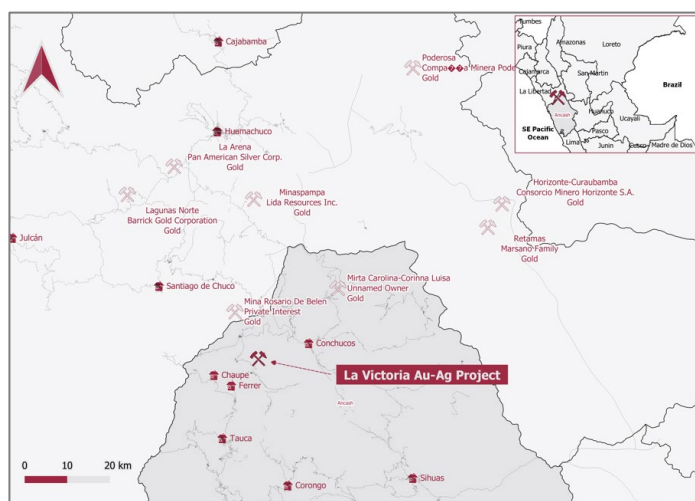 Cajabamba
Poderosa
Compa��a Minera Pode
Gold
Huamachuco
La Arena
Pan American Silver Corp.
Gold
Lagunas Norte
Barrick Gold Corporation
Gold
Minaspampa
Lida Resources Inc.
Gold
Horizonte-Curaubamba
Consorcio Minero Horizonte S.A.
Gold
Retamas
Marsano Family
Gold
Julcán
Santiago de Chuco
Mirta Carolina-Corinna Luisa
Unnamed Owner
Gold
Mina Rosario De Belen
Private Interest
Gold
Conchucos
La Victoria Au-Ag Project
Chaupe
Ferrer
Ancash
Tauca
Corongo
Sihuas
0 10 20 km
Tumbes
Piura
Amazonas
Loreto
Cajamarca
San Martin
La Libertad
Brazil
Huanuco
Ancash
Ucayali
SE Pacific
Ocean
Pasco
Lima
Junin
Cusco
Madre de Dios